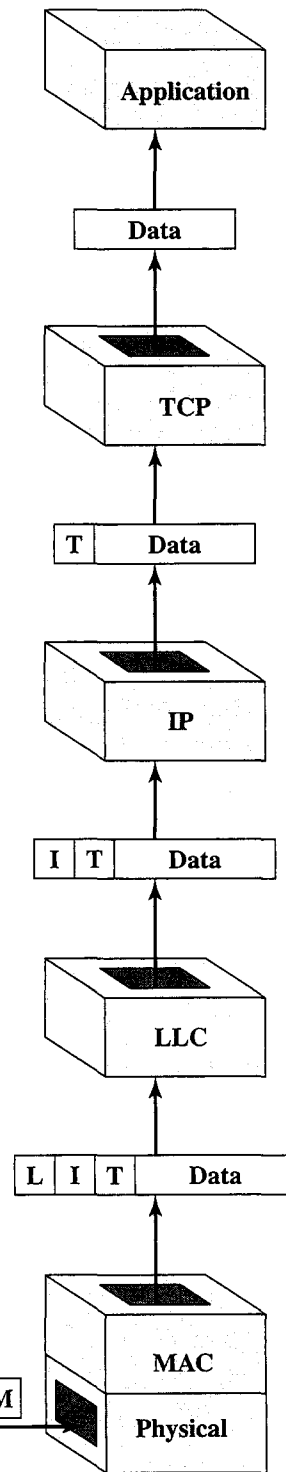 Application
Data
TCP
T Data
IP
I T Data
LLC
L I T Data
MAC
M
Physical